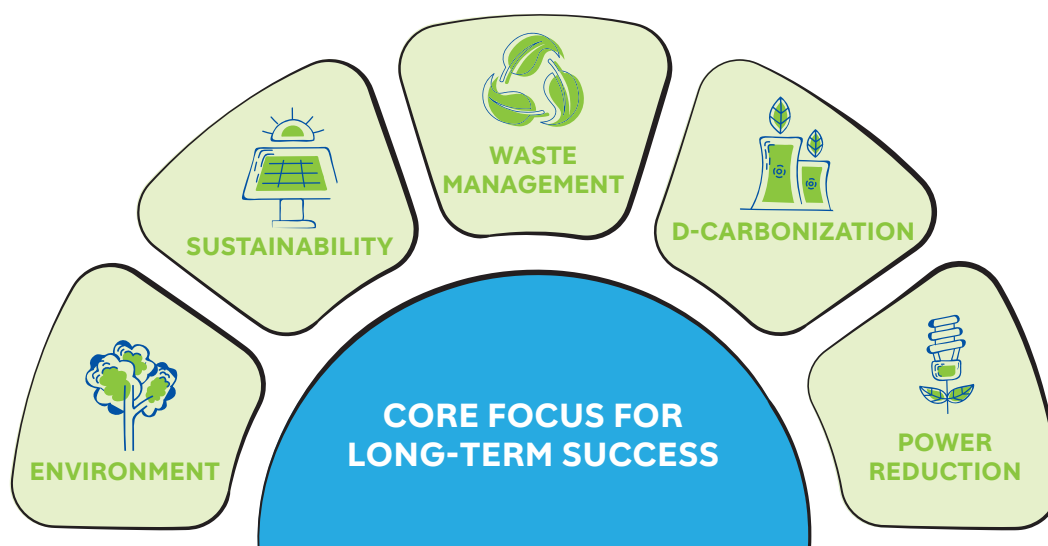 WASTE
MANAGEMENT
SUSTAINABILITY
D-CARBONIZATION
ENVIRONMENT
POWER
REDUCTION
CORE FOCUS FOR
LONG-TERM SUCCESS